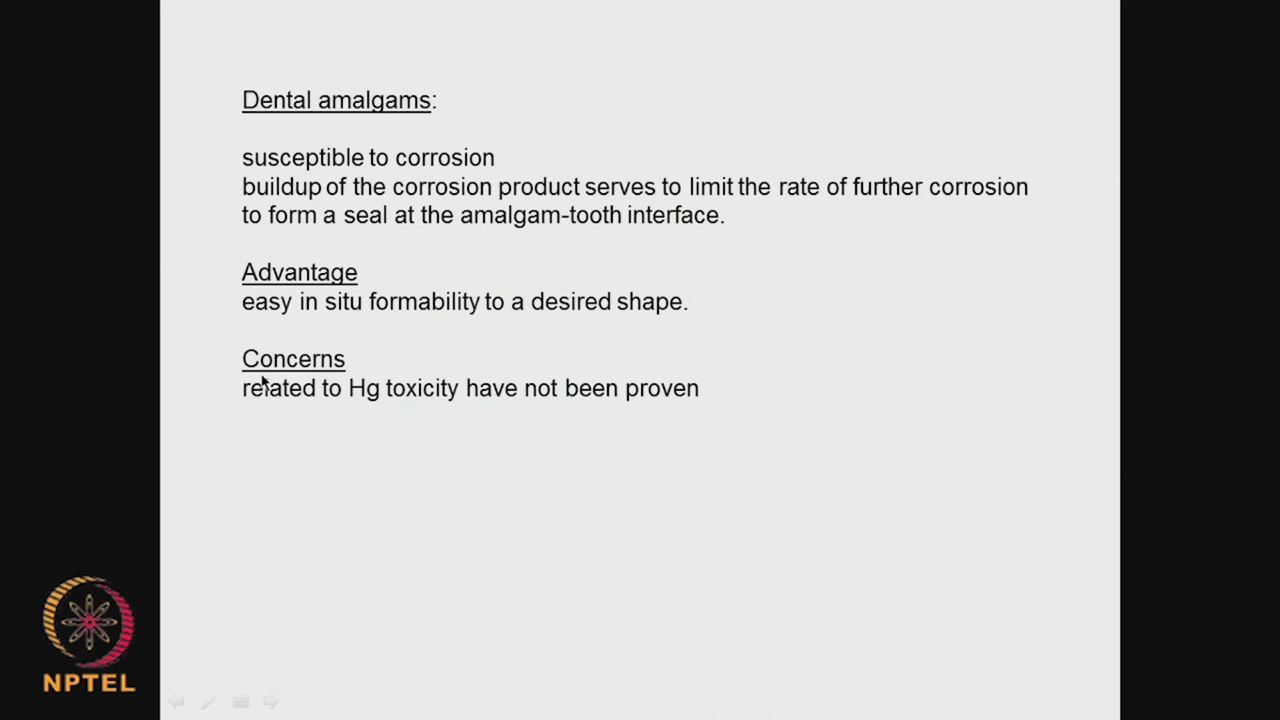 Dental amalgams:
susceptible to corrosion
buildup of the corrosion product serves to limit the rate of further corrosion
to form a seal at the amalgam-tooth interface.
Advantage
easy in situ formability to a desired shape.
Concerns
related to Hg toxicity have not been proven
NPTEL